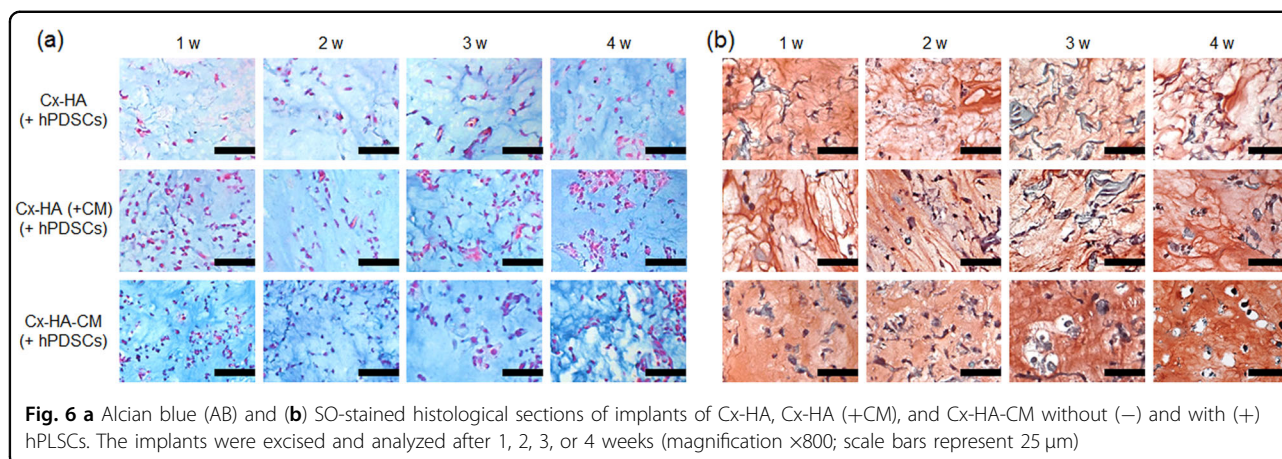 (a)
1 w 2 w 3 w 4 w
Cx-HA
(+ hPDSCs)
Cx-HA (+CM)
(+ hPDSCs)
Cx-HA-CM
(+ hPDSCs)
(b)
1 w 2 w 3 w 4 w
Fig. 6 a Alcian blue (AB) and (b) SO-stained histological sections of implants of Cx-HA, Cx-HA (+CM), and Cx-HA-CM without (−) and with (+)
hPLSCs. The implants were excised and analyzed after 1, 2, 3, or 4 weeks (magnification ×800; scale bars represent 25 μm)